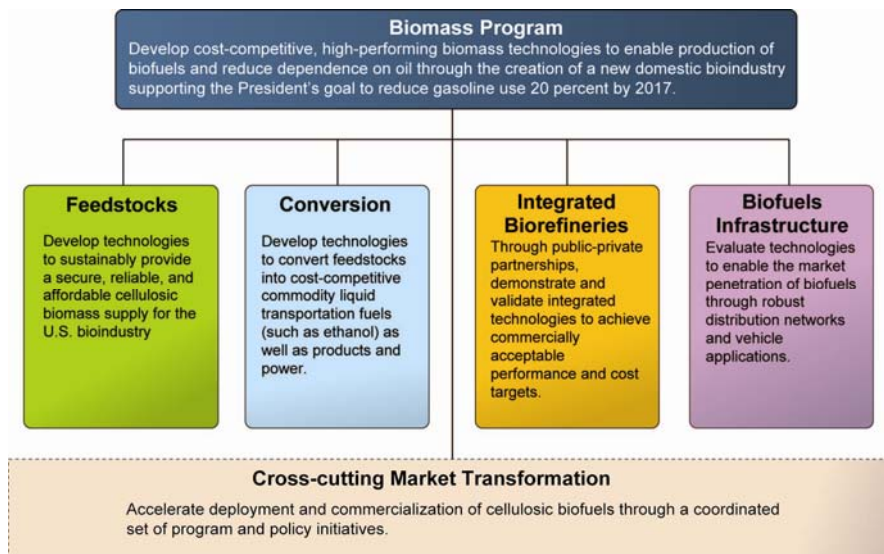 Biomass Program
Develop cost-competitive, high-performing biomass technologies to enable production of
biofuels and reduce dependence on oil through the creation of a new domestic bioindustry
supporting the President's goal to reduce gasoline use 20 percent by 2017.
Feedstocks
Develop technologies
to sustainably provide
a secure, reliable, and
affordable cellulosic
biomass supply for the
U.S. bioindustry
Conversion
Develop technologies
to convert feedstocks
into cost-competitive
commodity liquid
transportation fuels
(such as ethanol) as
well as products and
power.
Integrated
Biorefineries
Through public-private
partnerships,
demonstrate and
validate integrated
technologies to achieve
commercially
acceptable
performance and cost
targets.
Biofuels
Infrastructure
Evaluate technologies
to enable the market
penetration of biofuels
through robust
distribution networks
and vehicle
applications.
Cross-cutting Market Transformation
Accelerate deployment and commercialization of cellulosic biofuels through a coordinated
set of program and policy initiatives.